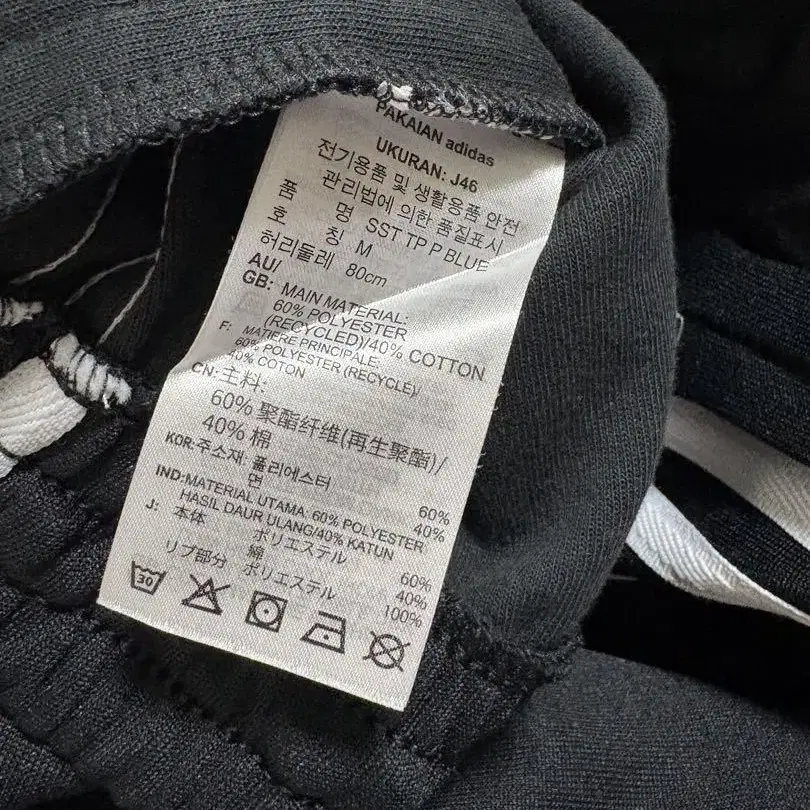 PAKAIAN adidas
UKURAN: J46
전기용품 및 생활용품 안전
관리법에 의한 품질표시
품 명 SST TP P BLUE
호 칭 M
허리둘레 80cm
AU/
GB: MAIN MATERIAL:
60% POLYESTER
(RECYCLED)/40% COTTON
F: MATIERE PRINCIPALE:
60% POLYESTER (RECYCLE)/
40% COTON
CN:主料:
60% 聚酯纤维(再生聚酯)/
40% 棉
KOR:주소재 폴리에스터 60%
면 40%
IND:MATERIAL UTAMA: 60% POLYESTER
HASIL DAUR ULANG/40% KATUN
J: 本体 ポリエステル 60%
綿 40%
リブ部分 ポリエステル 100%
30